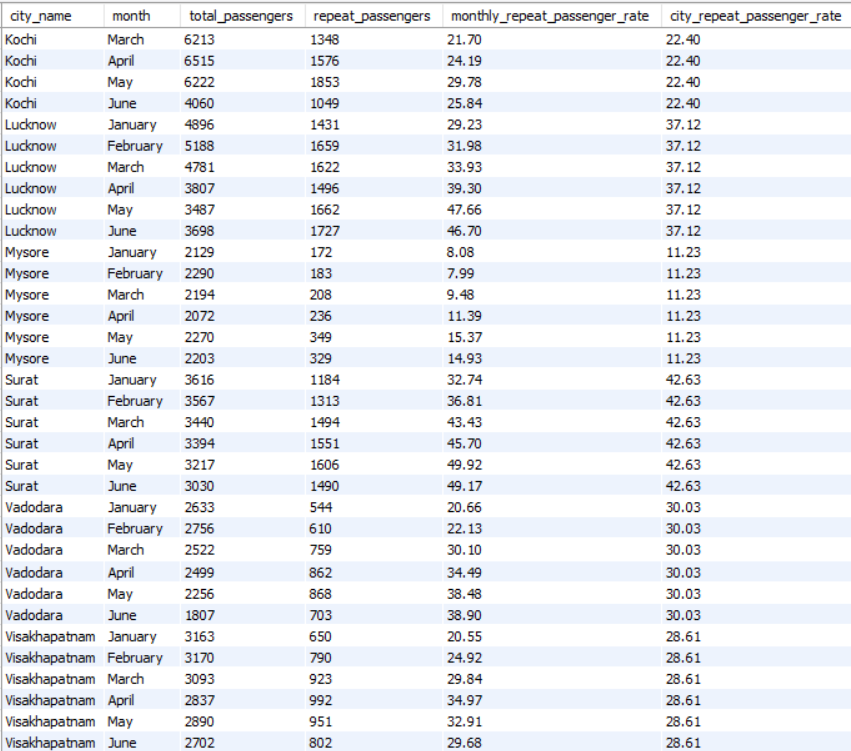 city_name month total_passengers repeat_passengers monthly_repeat_passenger_rate city_repeat_passenger_rate
Kochi March 6213 1348 21.70 22.40
Kochi April 6515 1576 24.19 22.40
Kochi May 6222 1853 29.78 22.40
Kochi June 4060 1049 25.84 22.40
Lucknow January 4896 1431 29.23 37.12
Lucknow February 5188 1659 31.98 37.12
Lucknow March 4781 1622 33.93 37.12
Lucknow April 3807 1496 39.30 37.12
Lucknow May 3487 1662 47.66 37.12
Lucknow June 3698 1727 46.70 37.12
Mysore January 2129 172 8.08 11.23
Mysore February 2290 183 7.99 11.23
Mysore March 2194 208 9.48 11.23
Mysore April 2072 236 11.39 11.23
Mysore May 2270 349 15.37 11.23
Mysore June 2203 329 14.93 11.23
Surat January 3616 1184 32.74 42.63
Surat February 3567 1313 36.81 42.63
Surat March 3440 1494 43.43 42.63
Surat April 3394 1551 45.70 42.63
Surat May 3217 1606 49.92 42.63
Surat June 3030 1490 49.17 42.63
Vadodara January 2633 544 20.66 30.03
Vadodara February 2756 610 22.13 30.03
Vadodara March 2522 759 30.10 30.03
Vadodara April 2499 862 34.49 30.03
Vadodara May 2256 868 38.48 30.03
Vadodara June 1807 703 38.90 30.03
Visakhapatnam January 3163 650 20.55 28.61
Visakhapatnam February 3170 790 24.92 28.61
Visakhapatnam March 3093 923 29.84 28.61
Visakhapatnam April 2837 992 34.97 28.61
Visakhapatnam May 2890 951 32.91 28.61
Visakhapatnam June 2702 802 29.68 28.61